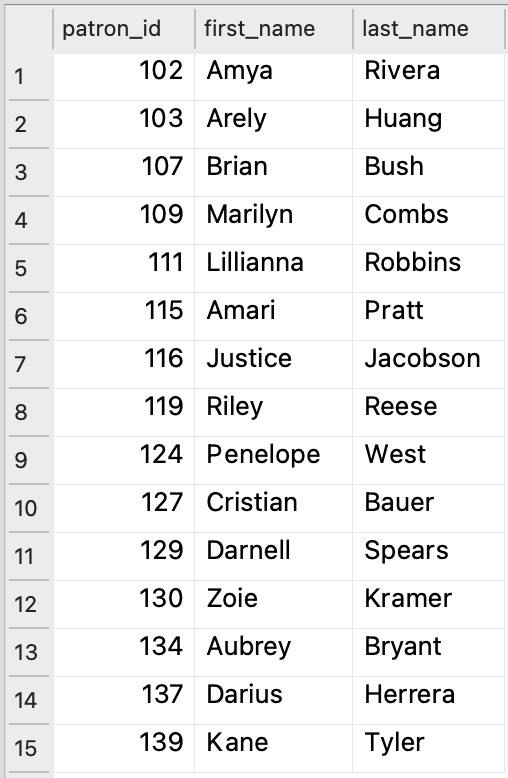 patron_id first_name last_name
1 102 Amya Rivera
2 103 Arely Huang
3 107 Brian Bush
4 109 Marilyn Combs
5 111 Lillianna Robbins
6 115 Amari Pratt
7 116 Justice Jacobson
8 119 Riley Reese
9 124 Penelope West
10 127 Cristian Bauer
11 129 Darnell Spears
12 130 Zoie Kramer
13 134 Aubrey Bryant
14 137 Darius Herrera
15 139 Kane Tyler